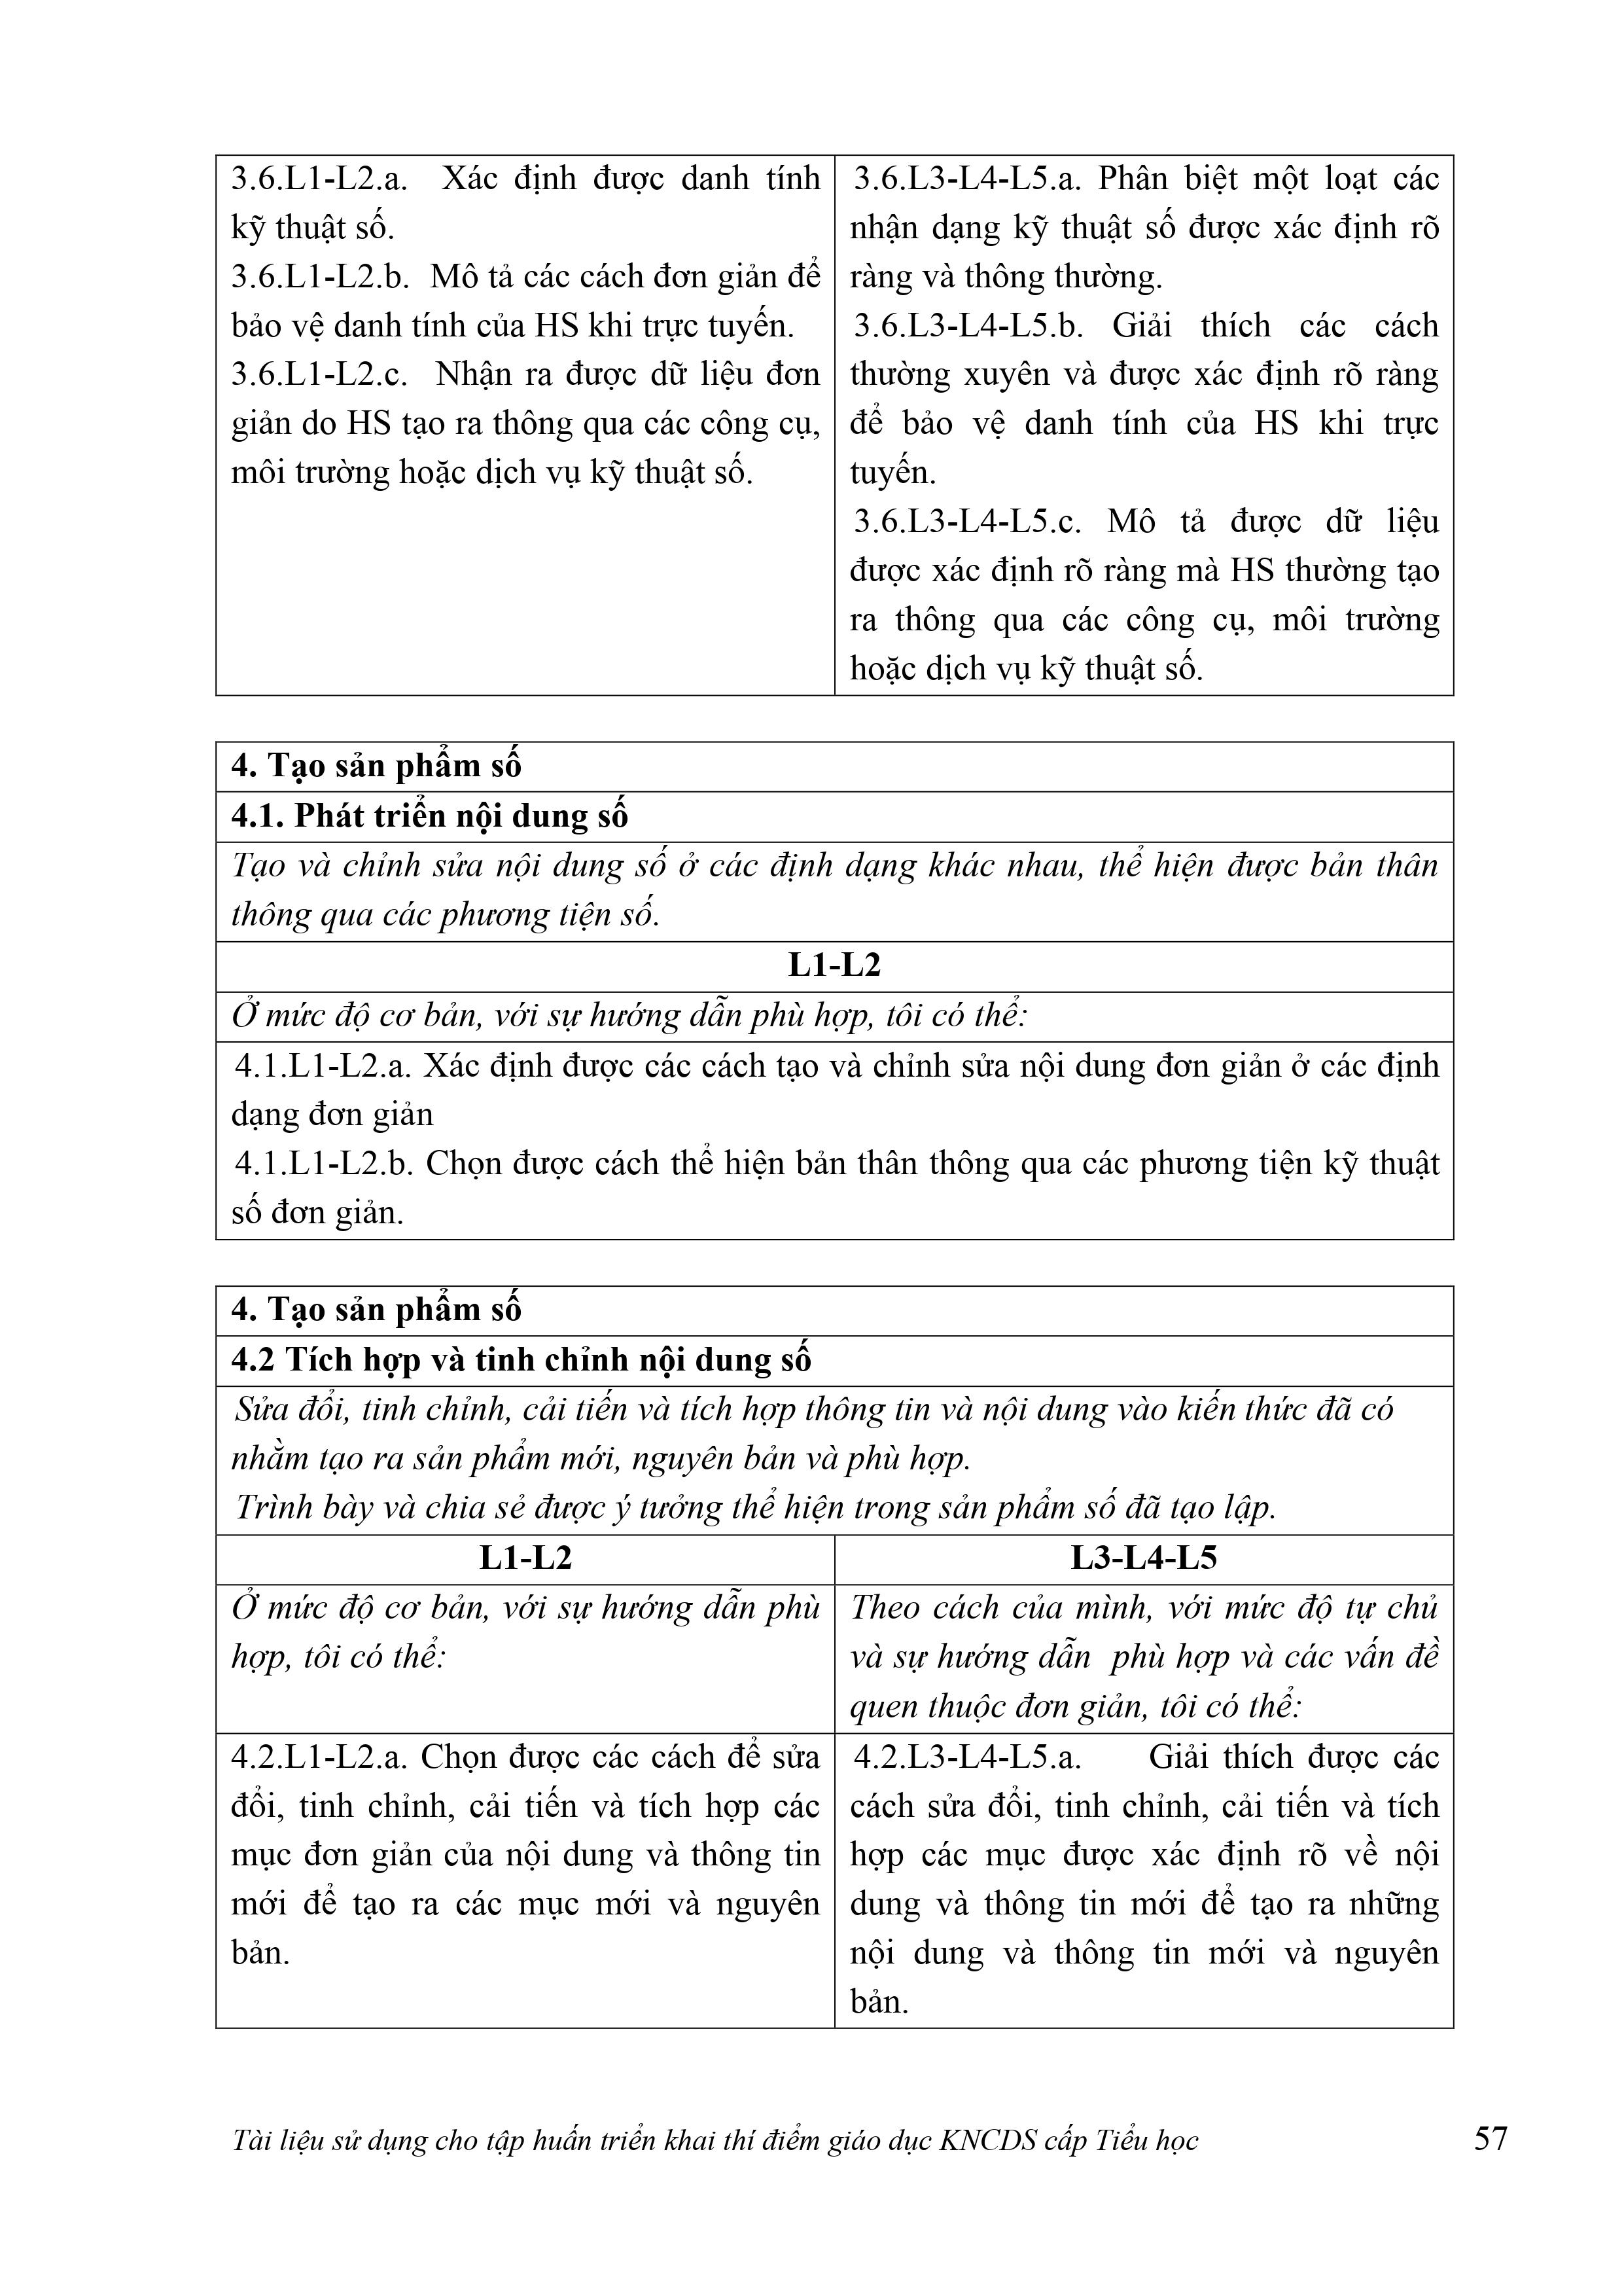 3.6.L1-L2.a. Xác định được danh tính
kỹ thuật số.
3.6.L1-L2.b. Mô tả các cách đơn giản để
bảo vệ danh tính của HS khi trực tuyến.
3.6.L1-L2.c. Nhận ra được dữ liệu đơn
giản do HS tạo ra thông qua các công cụ,
môi trường hoặc dịch vụ kỹ thuật số.
3.6.L3-L4-L5.a. Phân biệt một loạt các
nhận dạng kỹ thuật số được xác định rõ
ràng và thông thường.
3.6.L3-L4-L5.b. Giải thích các cách
thường xuyên và được xác định rõ ràng
để bảo vệ danh tính của HS khi trực
tuyến.
3.6.L3-L4-L5.c. Mô tả được dữ liệu
được xác định rõ ràng mà HS thường tạo
ra thông qua các công cụ, môi trường
hoặc dịch vụ kỹ thuật số.
4. Tạo sản phẩm số
4.1. Phát triển nội dung số
Tạo và chỉnh sửa nội dung số ở các định dạng khác nhau, thể hiện được bản thân
thông qua các phương tiện số.
L1-L2
Ở mức độ cơ bản, với sự hướng dẫn phù hợp, tôi có thể:
4.1.L1-L2.a. Xác định được các cách tạo và chỉnh sửa nội dung đơn giản ở các định
dạng đơn giản
4.1.L1-L2.b. Chọn được cách thể hiện bản thân thông qua các phương tiện kỹ thuật
số đơn giản.
4. Tạo sản phẩm số
4.2 Tích hợp và tinh chỉnh nội dung số
Sửa đổi, tinh chỉnh, cải tiến và tích hợp thông tin và nội dung vào kiến thức đã có
nhằm tạo ra sản phẩm mới, nguyên bản và phù hợp.
Trình bày và chia sẻ được ý tưởng thể hiện trong sản phẩm số đã tạo lập.
L1-L2
L3-L4-L5
Ở mức độ cơ bản, với sự hướng dẫn phù
hợp, tôi có thể:
Theo cách của mình, với mức độ tự chủ
và sự hướng dẫn phù hợp và các vấn đề
quen thuộc đơn giản, tôi có thể:
4.2.L1-L2.a. Chọn được các cách để sửa
đổi, tinh chỉnh, cải tiến và tích hợp các
mục đơn giản của nội dung và thông tin
mới để tạo ra các mục mới và nguyên
bản.
4.2.L3-L4-L5.a. Giải thích được các
cách sửa đổi, tinh chỉnh, cải tiến và tích
hợp các mục được xác định rõ về nội
dung và thông tin mới để tạo ra những
nội dung và thông tin mới và nguyên
bản.
Tài liệu sử dụng cho tập huấn triển khai thí điểm giáo dục KNCDS cấp Tiểu học 57